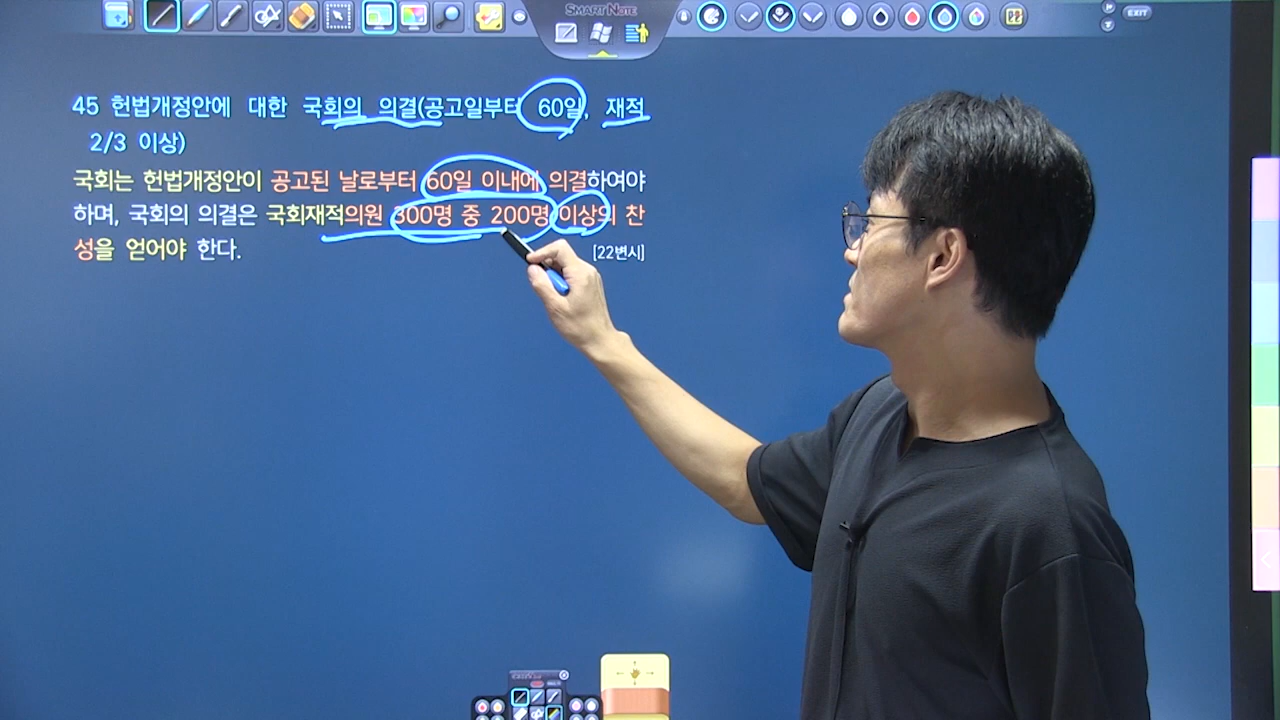 SMART NOTE
EXIT
45 헌법개정안에 대한 국회의 의결(공고일부터 60일, 재적
2/3 이상)
국회는 헌법개정안이 공고된 날로부터 60일 이내에 의결하여야
하며, 국회의 의결은 국회재적의원 300명 중 200명 이상의 찬
성을 얻어야 한다.
[22변시]